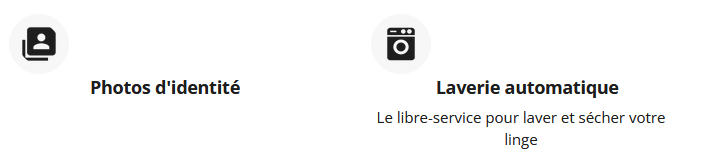 Photos d'identité
Laverie automatique
Le libre-service pour laver et sécher votre
linge